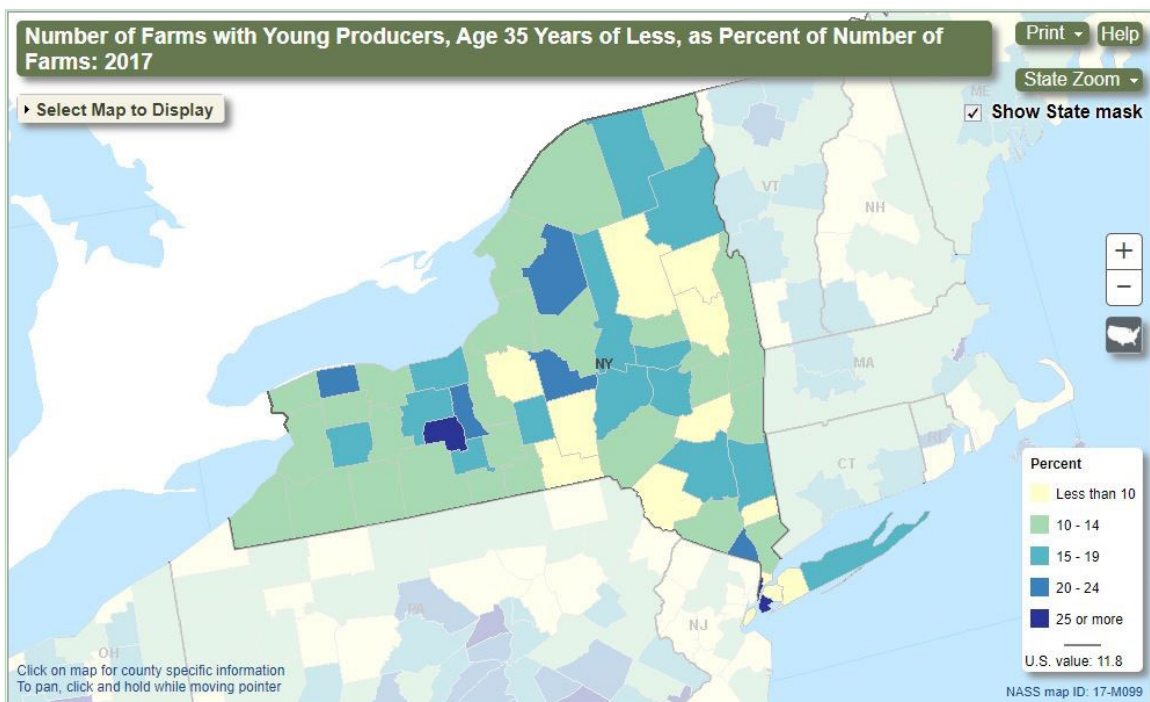 Number of Farms with Young Producers, Age 35 Years of Less, as Percent of Number of
Farms: 2017
Print
Help
State Zoom
Select Map to Display
✓ Show State mask
ME
VT
NH
NY
MA
CT
RI
PA
NJ
OH
+
−
Percent
Less than 10
10 - 14
15 - 19
20 - 24
25 or more
U.S. value: 11.8
Click on map for county specific information
To pan, click and hold while moving pointer
NASS map ID: 17-M099